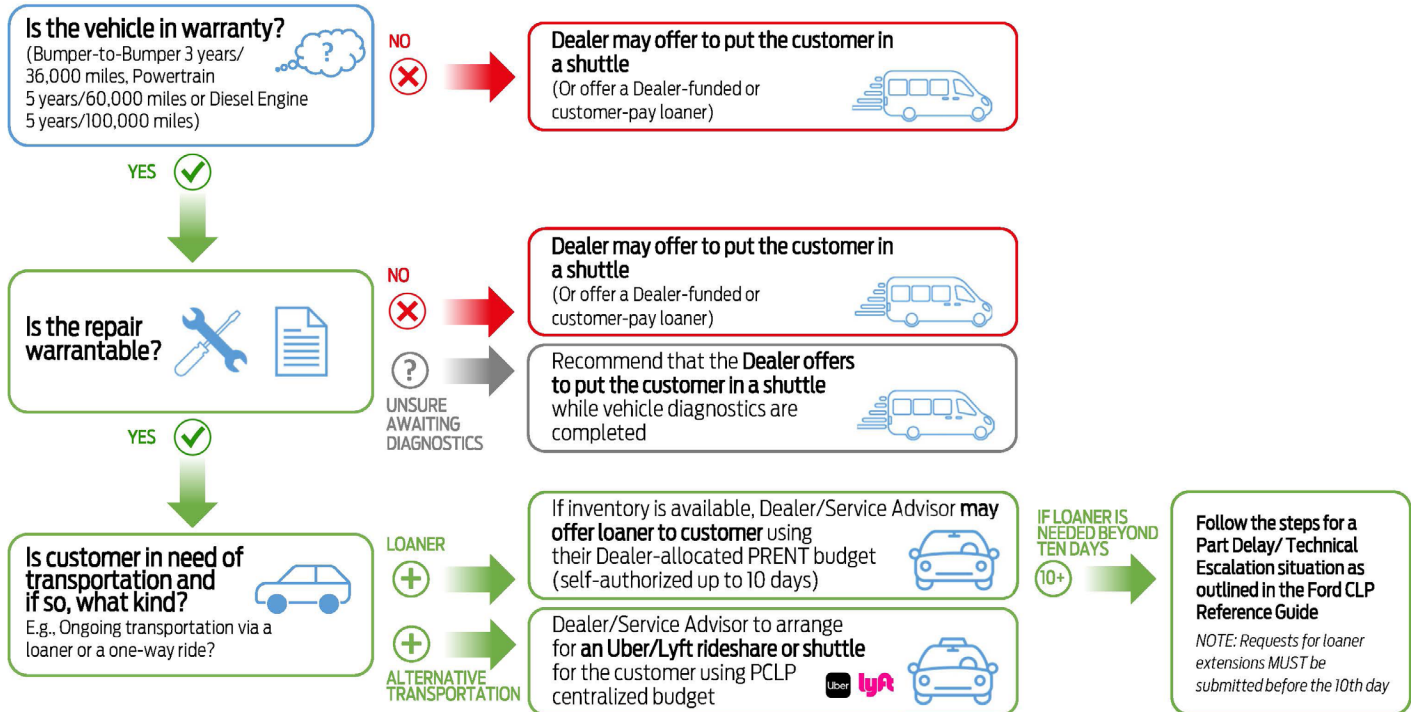 Is the vehicle in warranty?
(Bumper-to-Bumper 3 years/
36,000 miles, Powertrain
5 years/60,000 miles or Diesel Engine
5 years/100,000 miles)
?
NO
Dealer may offer to put the customer in
a shuttle
(Or offer a Dealer-funded or
customer-pay loaner)
YES
Is the repair
warrantable?
NO
Dealer may offer to put the customer in
a shuttle
(Or offer a Dealer-funded or
customer-pay loaner)
?
UNSURE
AWAITING
DIAGNOSTICS
Recommend that the Dealer offers
to put the customer in a shuttle
while vehicle diagnostics are
completed
YES
Is customer in need of
transportation and
if so, what kind?
E.g., Ongoing transportation via a
loaner or a one-way ride?
LOANER
If inventory is available, Dealer/Service Advisor may
offer loaner to customer using
their Dealer-allocated PRENT budget
(self-authorized up to 10 days)
IF LOANER IS
NEEDED BEYOND
TEN DAYS
10+
Follow the steps for a
Part Delay/ Technical
Escalation situation as
outlined in the Ford CLP
Reference Guide
NOTE: Requests for loaner
extensions MUST be
submitted before the 10th day
ALTERNATIVE
TRANSPORTATION
Dealer/Service Advisor to arrange
for an Uber/Lyft rideshare or shuttle
for the customer using PCLP
centralized budget
Uber
lyft